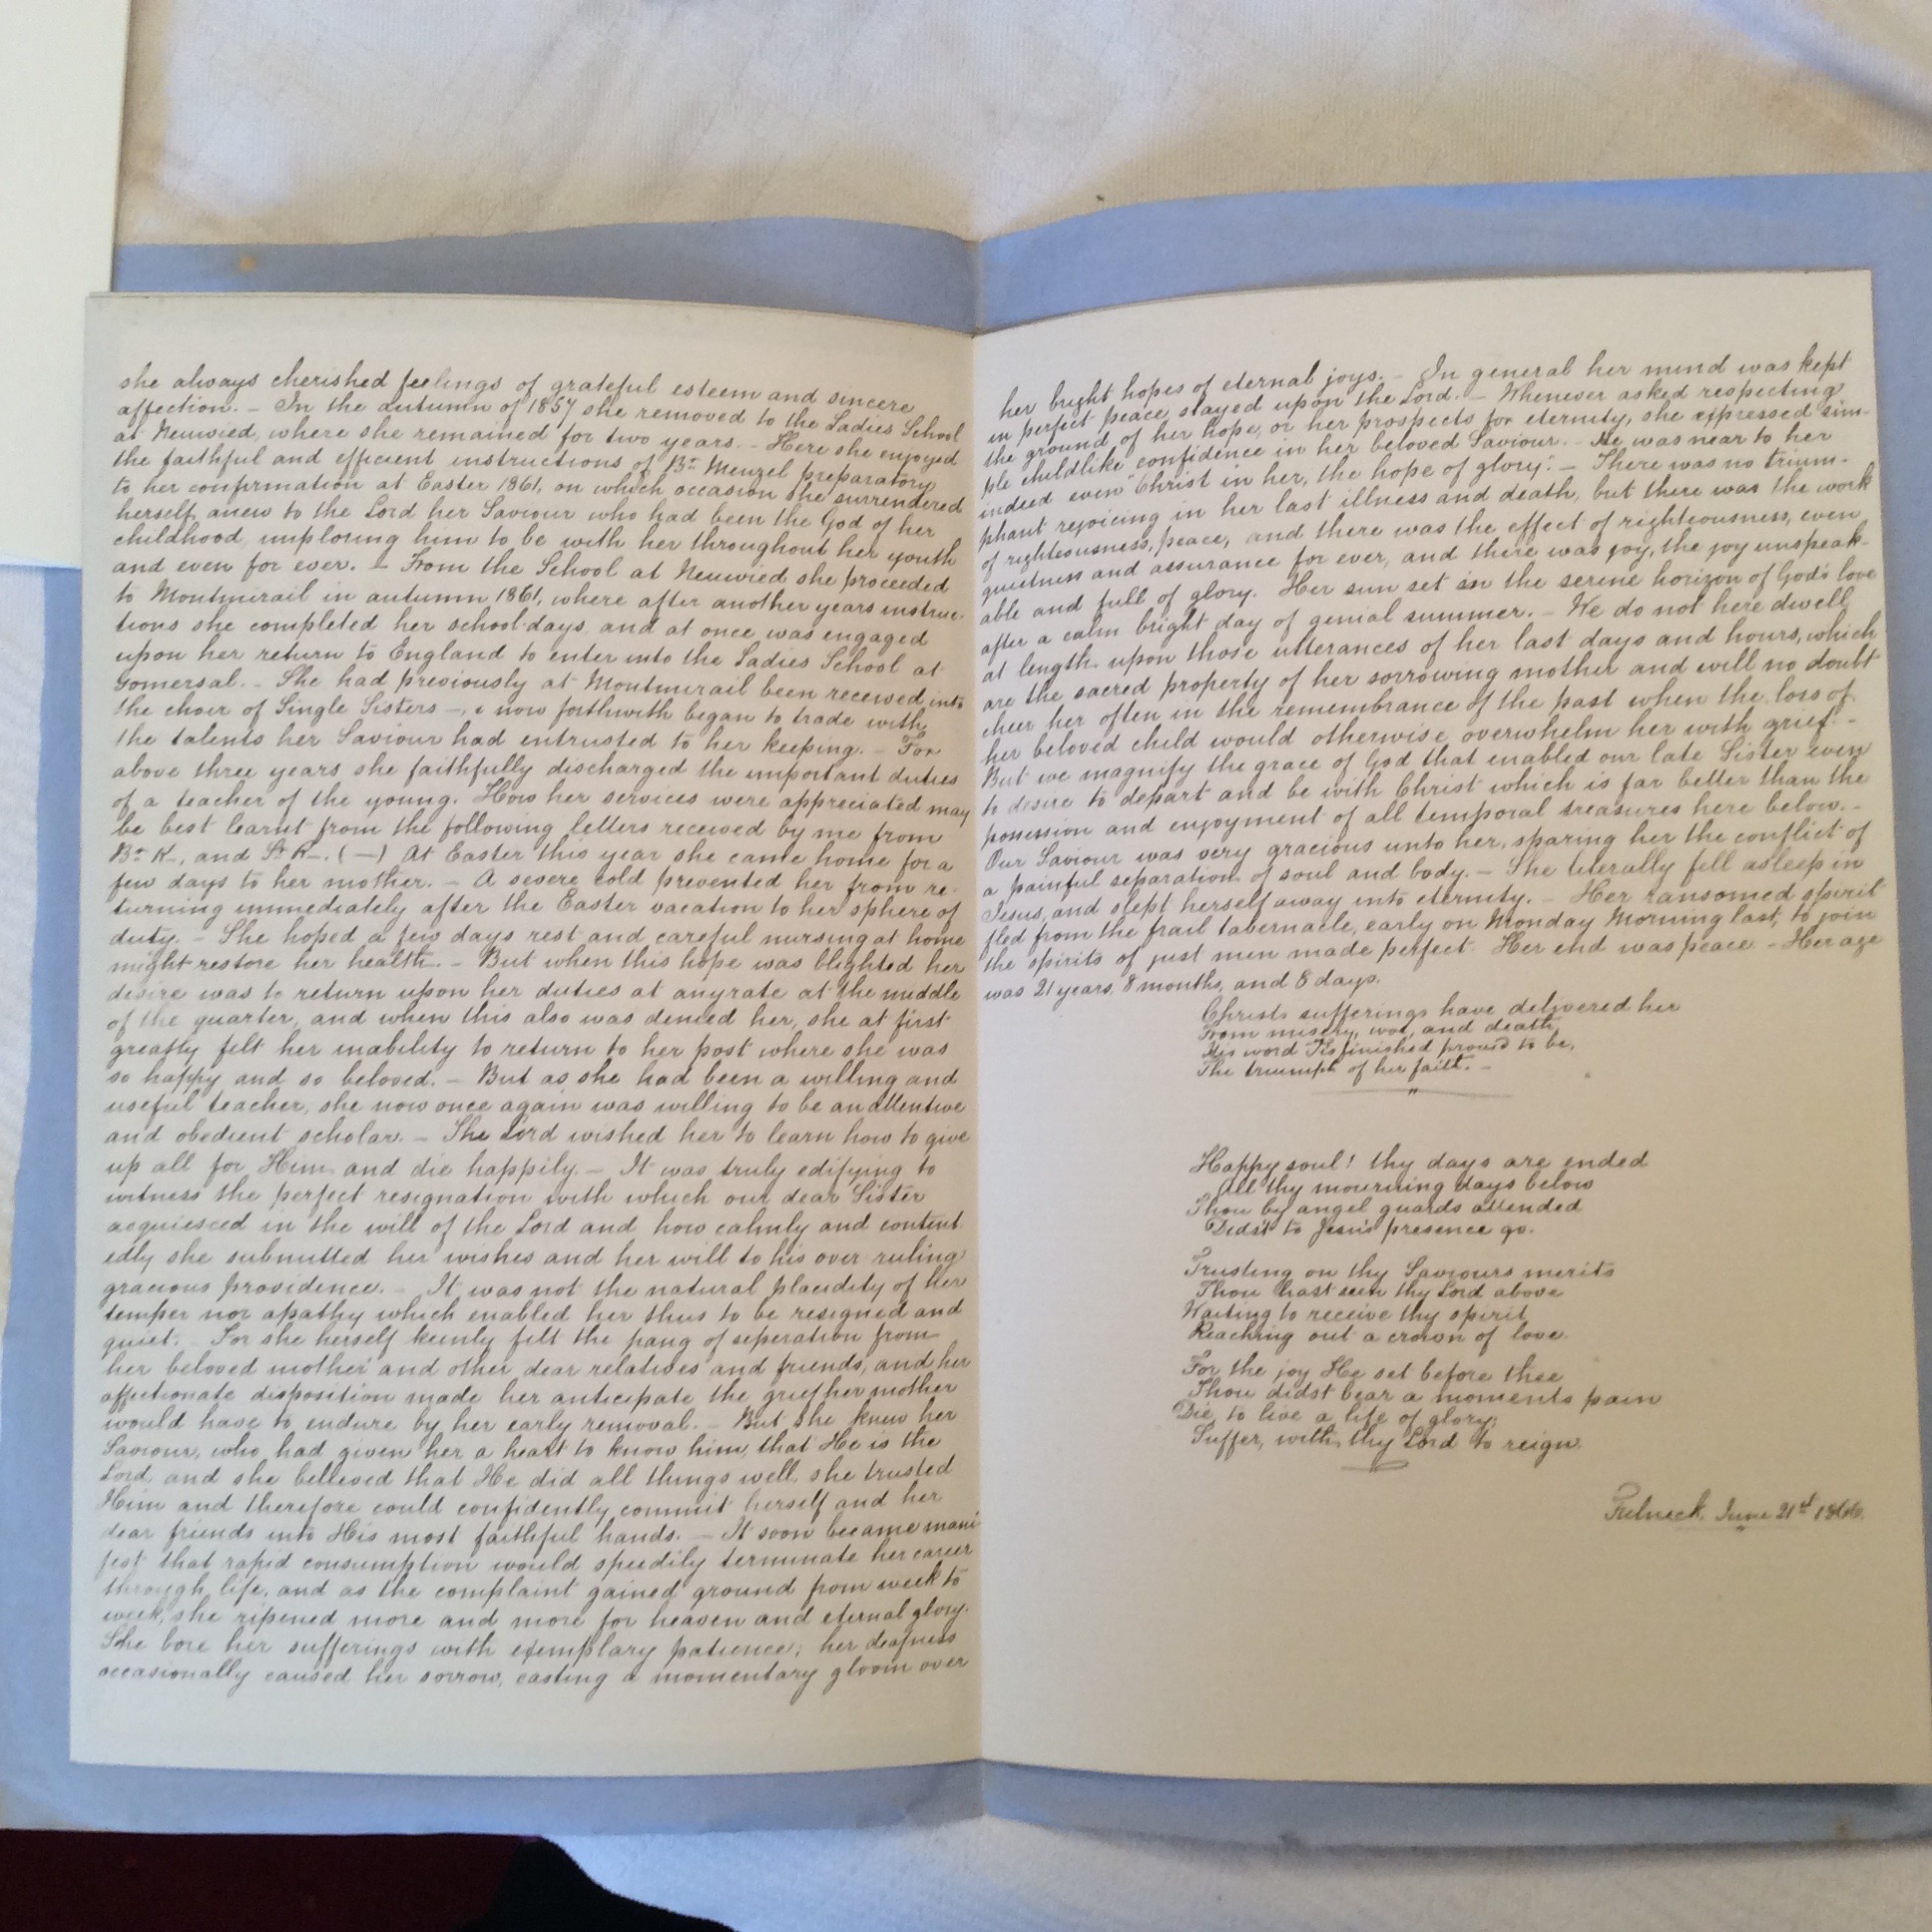 she always cherished feelings of grateful esteem and sincere
affection. - In the autumn of 1857 she removed to the Ladies School
at Neuwied, where she remained for two years. - Here she enjoyed
the faithful and efficient instructions of Br. Menzel preparatory
to her confirmation at Easter 1861, on which occasion she surrendered
herself anew to the Lord her Saviour who had been the God of her
childhood imploring him to be with her throughout her youth
and even for ever. - From the School at Neuwied she proceeded
to Montmirail in autumn 1861, where after another years instruc-
tions she completed her school-days and at once was engaged
upon her return to England to enter into the Ladies School at
Gomersal. - She had previously at Montmirail been received into
the choir of Single Sisters -, & now forthwith began to trade with
the talents her Saviour had entrusted to her keeping. - For
above three years she faithfully discharged the important duties
of a teacher of the young. How her services were appreciated may
be best learnt from the following letters received by me from
Br. K-, and Sr. K-. (-) At Easter this year she came home for a
few days to her mother. - A severe cold prevented her from re-
turning immediately after the Easter vacation to her sphere of
duty. - She hoped a few days rest and careful nursing at home
might restore her health. - But when this hope was blighted her
desire was to return upon her duties at anyrate at the middle
of the quarter, and when this also was denied her, she at first
greatly felt her inability to return to her post where she was
so happy and so beloved. - But as she had been a willing and
useful teacher, she now once again was willing to be an attentive
and obedient scholar. - The Lord wished her to learn how to give
up all for Him and die happily. - It was truly edifying to
witness the perfect resignation with which our dear Sister
acquiesced in the will of the Lord and how calmly and content
edly she submitted her wishes and her will to his over ruling
gracious providence. - It was not the natural placidity of her
temper nor apathy which enabled her thus to be resigned and
quiet. - For she herself keenly felt the pang of seperation from
her beloved mother and other dear relatives and friends, and her
affectionate disposition made her anticipate the grief her mother
would have to endure by her early removal. - But she knew her
Saviour, who had given her a heart to know him, that He is the
Lord, and she believed that He did all things well, she trusted
Him and therefore could confidently commit herself and her
dear friends into His most faithful hands. - It soon became mani
fest that rapid consumption would speedily terminate her career
through life, and as the complaint gained ground from week to
week, she ripened more and more for heaven and eternal glory.
She bore her sufferings with exemplary patience; her deafness
occasionally caused her sorrow, casting a momentary gloom over
her bright hopes of eternal joys. - In general her mind was kept
in perfect peace, stayed upon the Lord. - Whenever asked respecting
the ground of her hope, or her prospects for eternity, she expressed sim-
ple childlike confidence in her beloved Saviour. - He was near to her
indeed even "Christ in her, the hope of glory." - There was no trium-
phant rejoicing in her last illness and death, but there was the work
of righteousness, peace, and there was the effect of righteousness, even
quietness and assurance for ever, and there was joy, the joy unspeak-
able and full of glory. Her sun set in the serene horizon of God's love
after a calm bright day of genial summer. - We do not here dwell
at length upon those utterances of her last days and hours, which
are the sacred property of her sorrowing mother and will no doubt
cheer her often in the remembrance of the past when the loss of
her beloved child would otherwise overwhelm her with grief. -
But we magnify the grace of God that enabled our late Sister even
to desire to depart and be with Christ which is far better than the
possession and enjoyment of all temporal treasures here below. -
Our Saviour was very gracious unto her, sparing her the conflict of
a painful separation of soul and body. - She literally fell asleep in
Jesus, and slept herself away into eternity. - Her ransomed spirit
fled from the frail tabernacle, early on Monday Morning last, to join
the spirits of just men made perfect. Her end was peace - Her age
was 21 years, 8 months, and 8 days.
Christs sufferings have delivered her
From misery, woe, and death,
His word Tis finished proved to be,
The triumph of her faith. -
Happy soul! thy days are ended
All thy mourning days below
Thou by angel guards attended
Didst to Jesus presence go.
Trusting on thy Saviours merits
Thou hast seen thy Lord above
Waiting to receive thy spirit
Reaching out a crown of love.
For the joy He set before thee
Thou didst bear a moments pain
Die, to live a life of glory;
Suffer, with thy Lord to reign.
Fulneck, June 21st 1866.